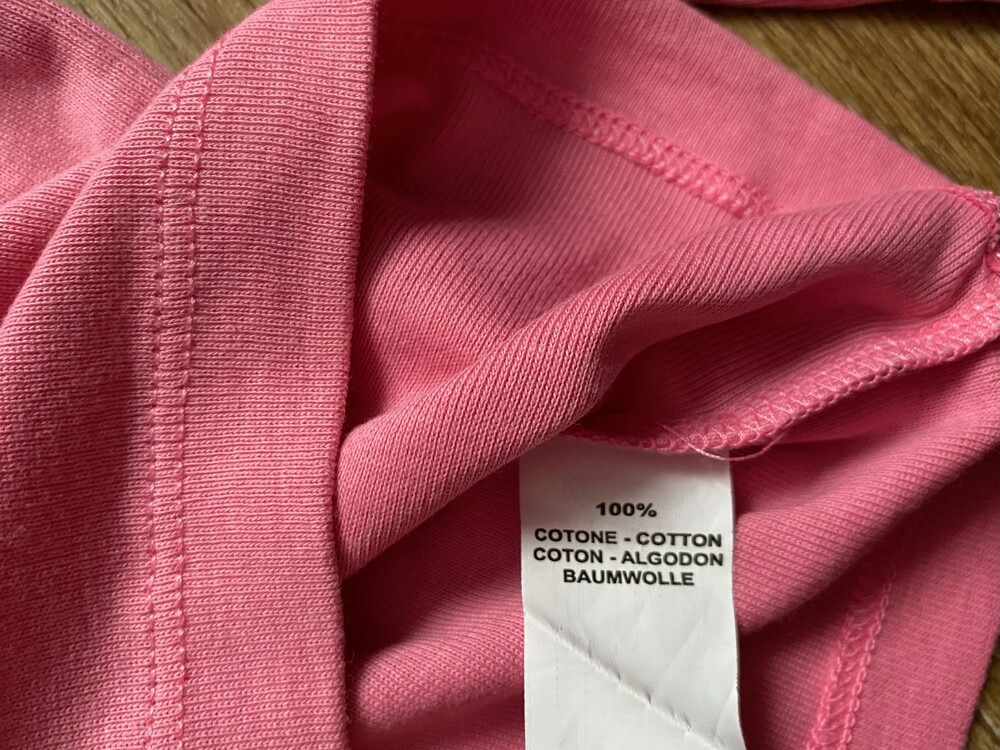 100%
COTONE - COTTON
COTON - ALGODON
BAUMWOLLE